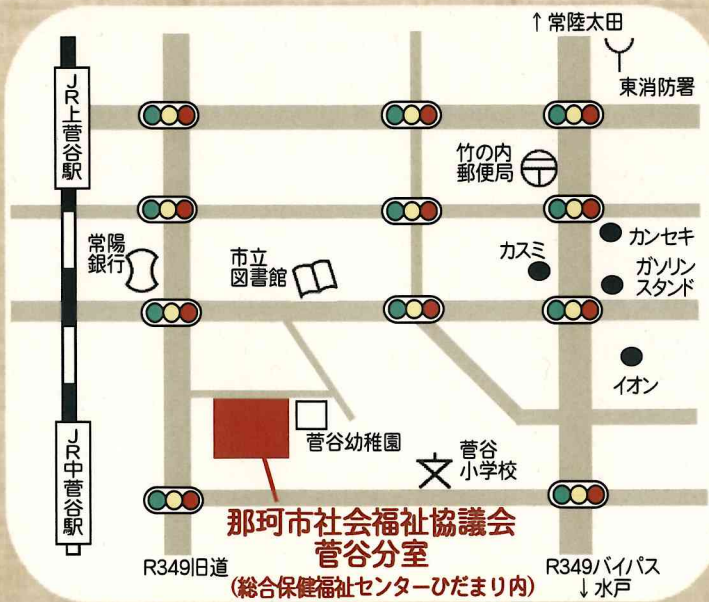 ↑常陸太田
東消防署
JR上菅谷駅
竹の内
郵便局
カンセキ
カスミ
ガソリン
スタンド
常陽
銀行
市立
図書館
イオン
菅谷幼稚園
菅谷
小学校
JR中菅谷駅
那珂市社会福祉協議会
菅谷分室
(総合保健福祉センターひだまり内)
R349旧道
R349バイパス
↓水戸